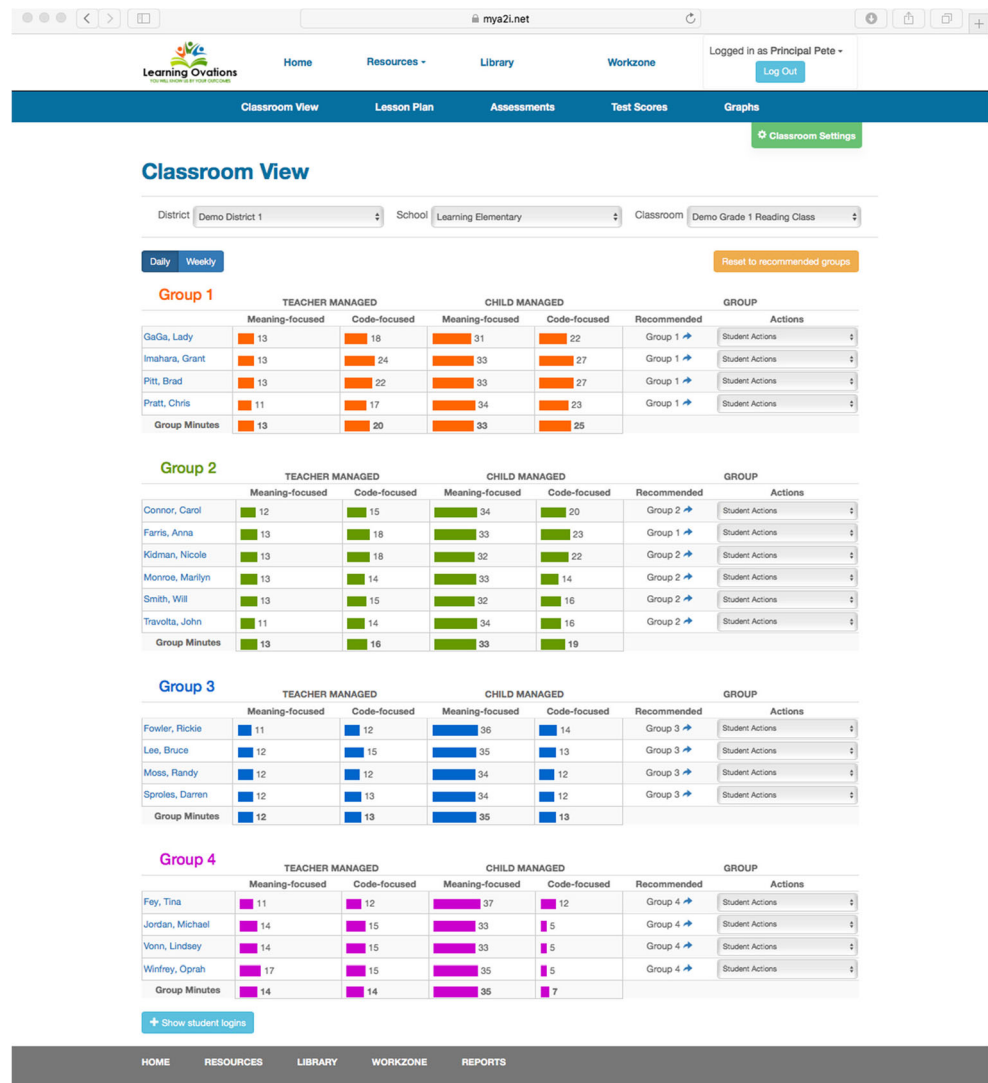 mya2i.net
Learning Ovations
YOU WILL KNOW US BY YOUR OUTCOMES
Home Resources Library Workzone
Logged in as Principal Pete
Log Out
Classroom View Lesson Plan Assessments Test Scores Graphs
Classroom Settings
Classroom View
District Demo District 1 School Learning Elementary Classroom Demo Grade 1 Reading Class
Daily Weekly Reset to recommended groups
Group 1 TEACHER MANAGED CHILD MANAGED GROUP
Meaning-focused Code-focused Meaning-focused Code-focused Recommended Actions
GaGa, Lady 13 18 31 22 Group 1 Student Actions
Imahara, Grant 13 24 33 27 Group 1 Student Actions
Pitt, Brad 13 22 33 27 Group 1 Student Actions
Pratt, Chris 11 17 34 23 Group 1 Student Actions
Group Minutes 13 20 33 25
Group 2 TEACHER MANAGED CHILD MANAGED GROUP
Meaning-focused Code-focused Meaning-focused Code-focused Recommended Actions
Connor, Carol 12 15 34 20 Group 2 Student Actions
Farris, Anna 13 18 33 23 Group 1 Student Actions
Kidman, Nicole 13 18 32 22 Group 2 Student Actions
Monroe, Marilyn 13 14 33 14 Group 2 Student Actions
Smith, Will 13 15 32 16 Group 2 Student Actions
Travolta, John 11 14 34 16 Group 2 Student Actions
Group Minutes 13 16 33 19
Group 3 TEACHER MANAGED CHILD MANAGED GROUP
Meaning-focused Code-focused Meaning-focused Code-focused Recommended Actions
Fowler, Rickie 11 12 36 14 Group 3 Student Actions
Lee, Bruce 12 15 35 13 Group 3 Student Actions
Moss, Randy 12 12 34 12 Group 3 Student Actions
Sproles, Darren 12 13 34 12 Group 3 Student Actions
Group Minutes 12 13 35 13
Group 4 TEACHER MANAGED CHILD MANAGED GROUP
Meaning-focused Code-focused Meaning-focused Code-focused Recommended Actions
Fey, Tina 11 12 37 12 Group 4 Student Actions
Jordan, Michael 14 15 33 5 Group 4 Student Actions
Vonn, Lindsey 14 15 33 5 Group 4 Student Actions
Winfrey, Oprah 17 15 35 5 Group 4 Student Actions
Group Minutes 14 14 35 7
+ Show student logins
HOME RESOURCES LIBRARY WORKZONE REPORTS